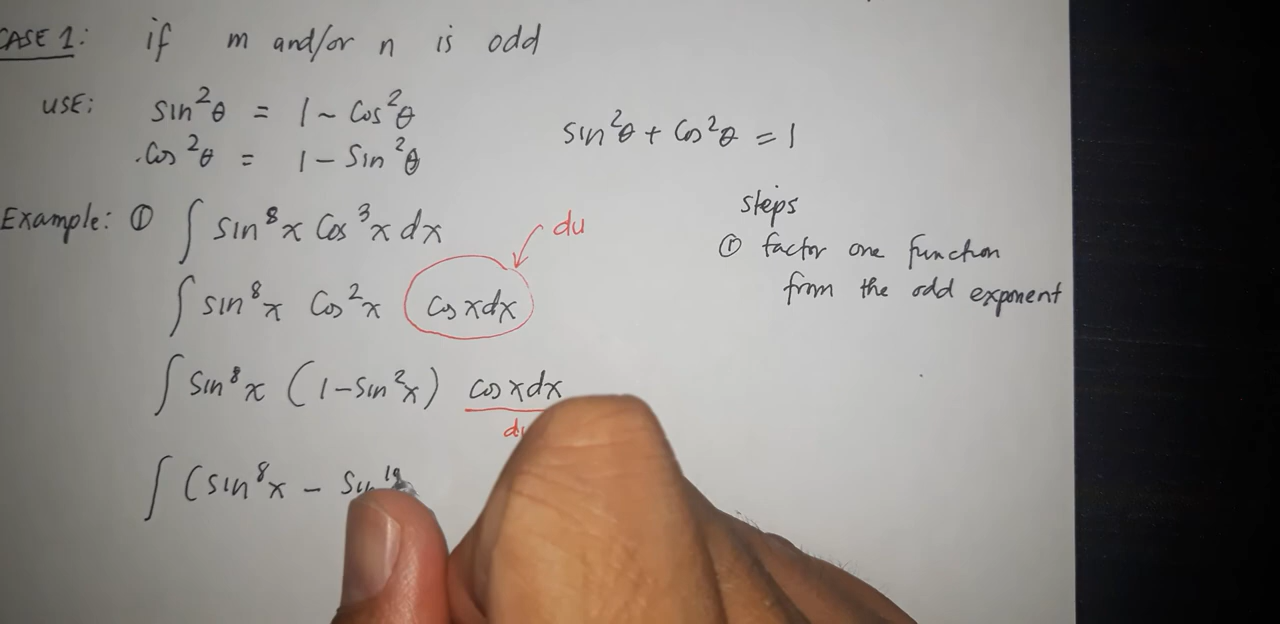 CASE 1: if m and/or n is odd
USE: sin²θ = 1 - Cos²θ
Cos²θ = 1 - Sin²θ
sin²θ + Cos²θ = 1
Example: ① ∫ sin⁸x Cos³x dx
du
∫ sin⁸x Cos²x cos x dx
∫ Sin⁸x (1 - Sin²x) cos x dx
∫ (sin⁸x - Sin
steps
① factor one function
from the odd exponent